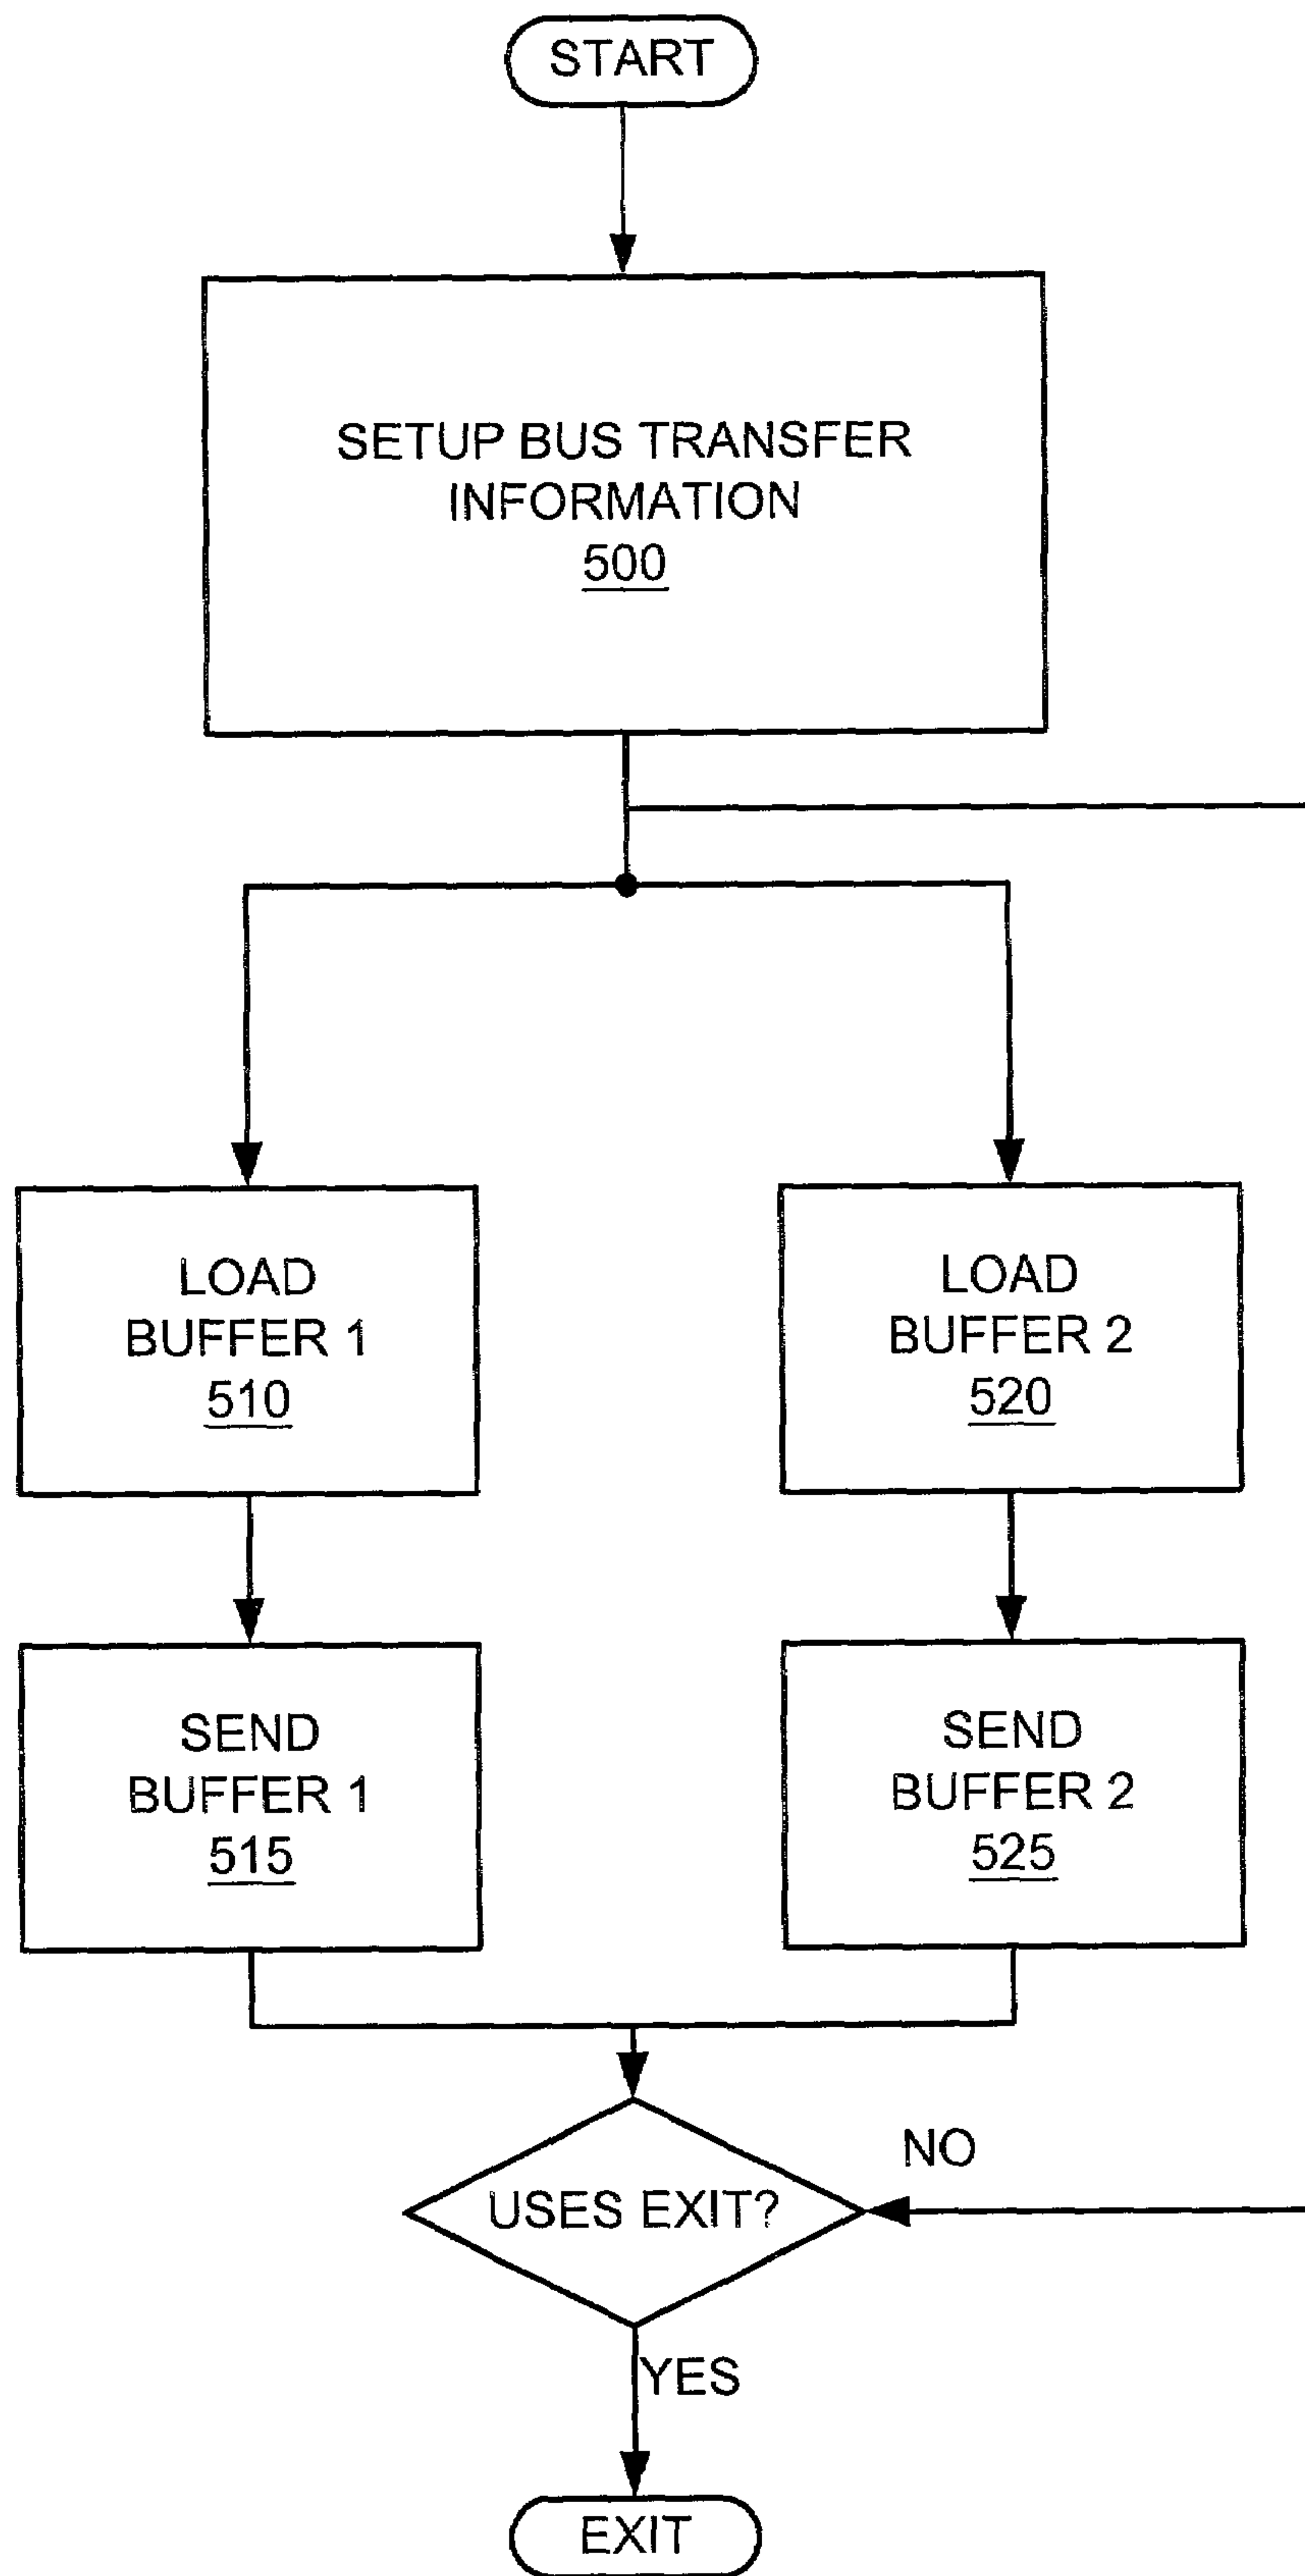 START
SETUP BUS TRANSFER
INFORMATION
500
LOAD
BUFFER 1
510
LOAD
BUFFER 2
520
SEND
BUFFER 1
515
SEND
BUFFER 2
525
NO
USES EXIT?
YES
EXIT